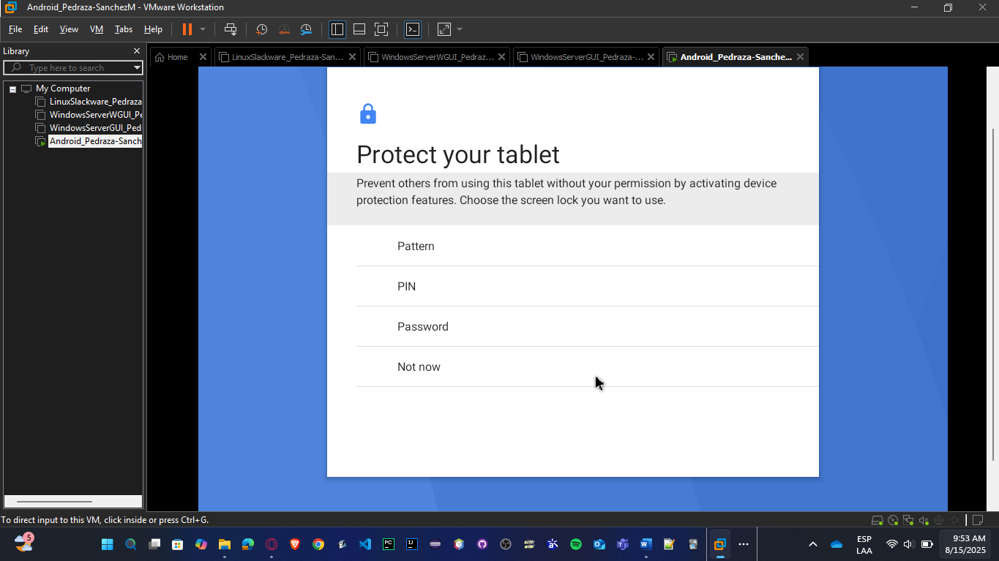 Android_Pedraza-SanchezM - VMware Workstation
File Edit View VM Tabs Help
Library
Type here to search
My Computer
LinuxSlackware_Pedraza
WindowsServerWGUI_Pe
WindowsServerGUI_Ped
Android_Pedraza-Sanch
Home
LinuxSlackware_Pedraza-San...
WindowsServerWGUI_Pedraz...
WindowsServerGUI_Pedraza-...
Android_Pedraza-Sanche...
Protect your tablet
Prevent others from using this tablet without your permission by activating device
protection features. Choose the screen lock you want to use.
Pattern
PIN
Password
Not now
To direct input to this VM, click inside or press Ctrl+G.
5
PC
IJ
ESP
LAA
9:53 AM
8/15/2025